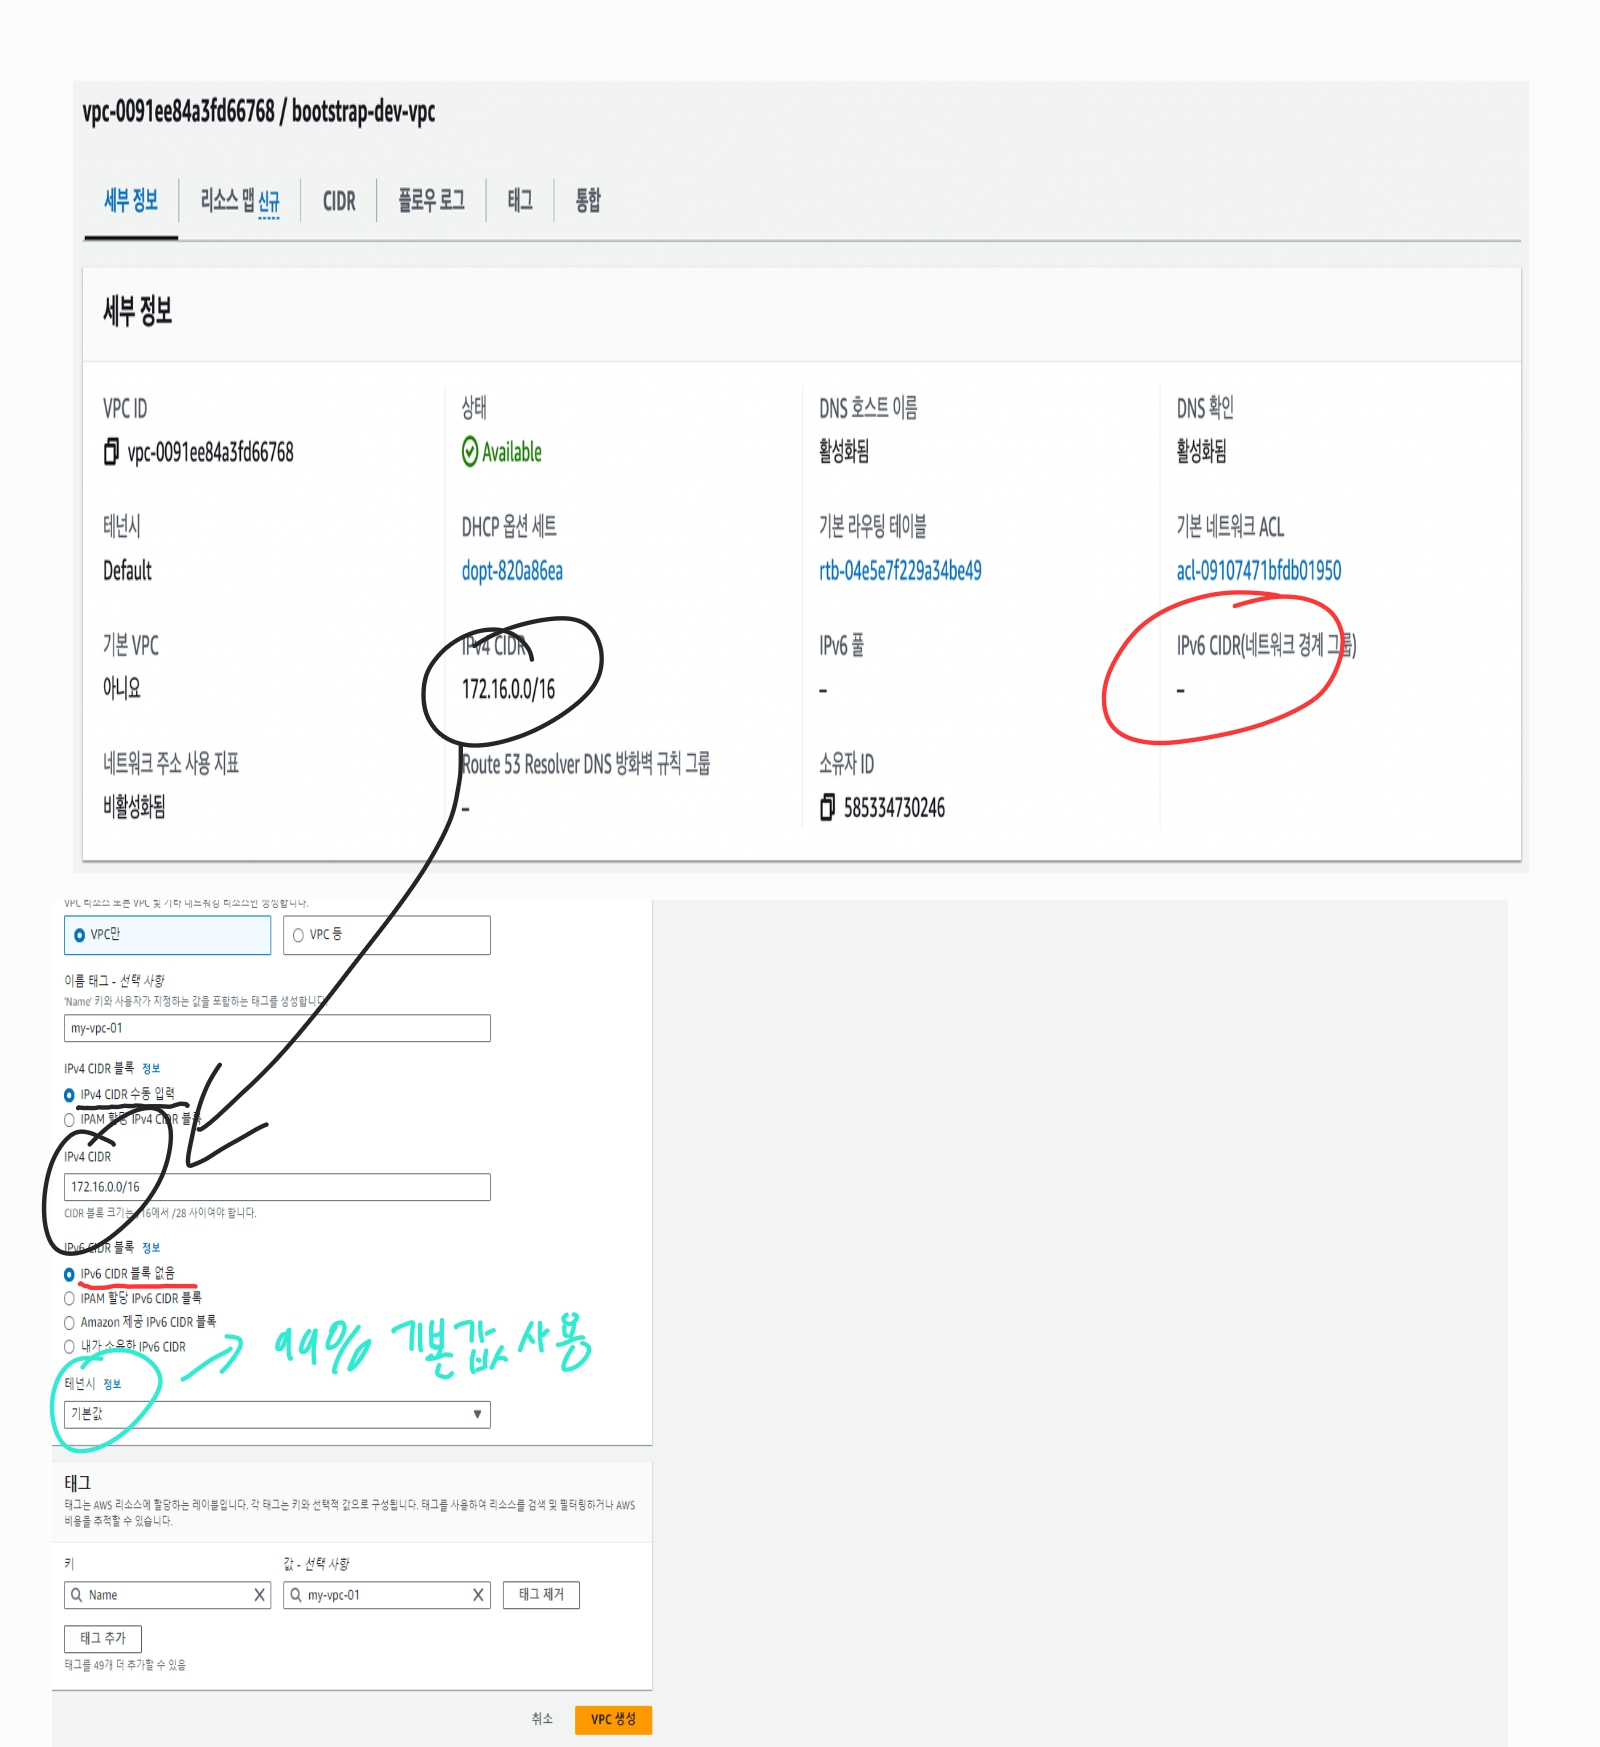 vpc-0091ee84a3fd66768 / bootstrap-dev-vpc
세부 정보 리소스 맵 신규 CIDR 플로우 로그 태그 통합
세부 정보
VPC ID 상태 DNS 호스트 이름 DNS 확인
vpc-0091ee84a3fd66768 Available 활성화됨 활성화됨
테넌시 DHCP 옵션 세트 기본 라우팅 테이블 기본 네트워크 ACL
Default dopt-820a86ea rtb-04e5e7f229a34be49 acl-09107471bfdb01950
기본 VPC IPv4 CIDR IPv6 풀 IPv6 CIDR(네트워크 경계 그룹)
아니요 172.16.0.0/16 – –
네트워크 주소 사용 지표 Route 53 Resolver DNS 방화벽 규칙 그룹 소유자 ID
비활성화됨 – 585334730246
VPC 리소스 또는 VPC 및 기타 네트워킹 리소스만 생성합니다.
VPC만 VPC 등
이름 태그 - 선택 사항
'Name' 키와 사용자가 지정하는 값을 포함하는 태그를 생성합니다.
my-vpc-01
IPv4 CIDR 블록 정보
IPv4 CIDR 수동 입력
IPAM 할당 IPv4 CIDR 블록
IPv4 CIDR
172.16.0.0/16
CIDR 블록 크기는 /16에서 /28 사이여야 합니다.
IPv6 CIDR 블록 정보
IPv6 CIDR 블록 없음
IPAM 할당 IPv6 CIDR 블록
Amazon 제공 IPv6 CIDR 블록
내가 소유한 IPv6 CIDR
99% 기본값 사용
테넌시 정보
기본값
태그
태그는 AWS 리소스에 할당하는 레이블입니다. 각 태그는 키와 선택적 값으로 구성됩니다. 태그를 사용하여 리소스를 검색 및 필터링하거나 AWS
비용을 추적할 수 있습니다.
키 값 - 선택 사항
Name my-vpc-01 태그 제거
태그 추가
태그를 49개 더 추가할 수 있음
취소 VPC 생성